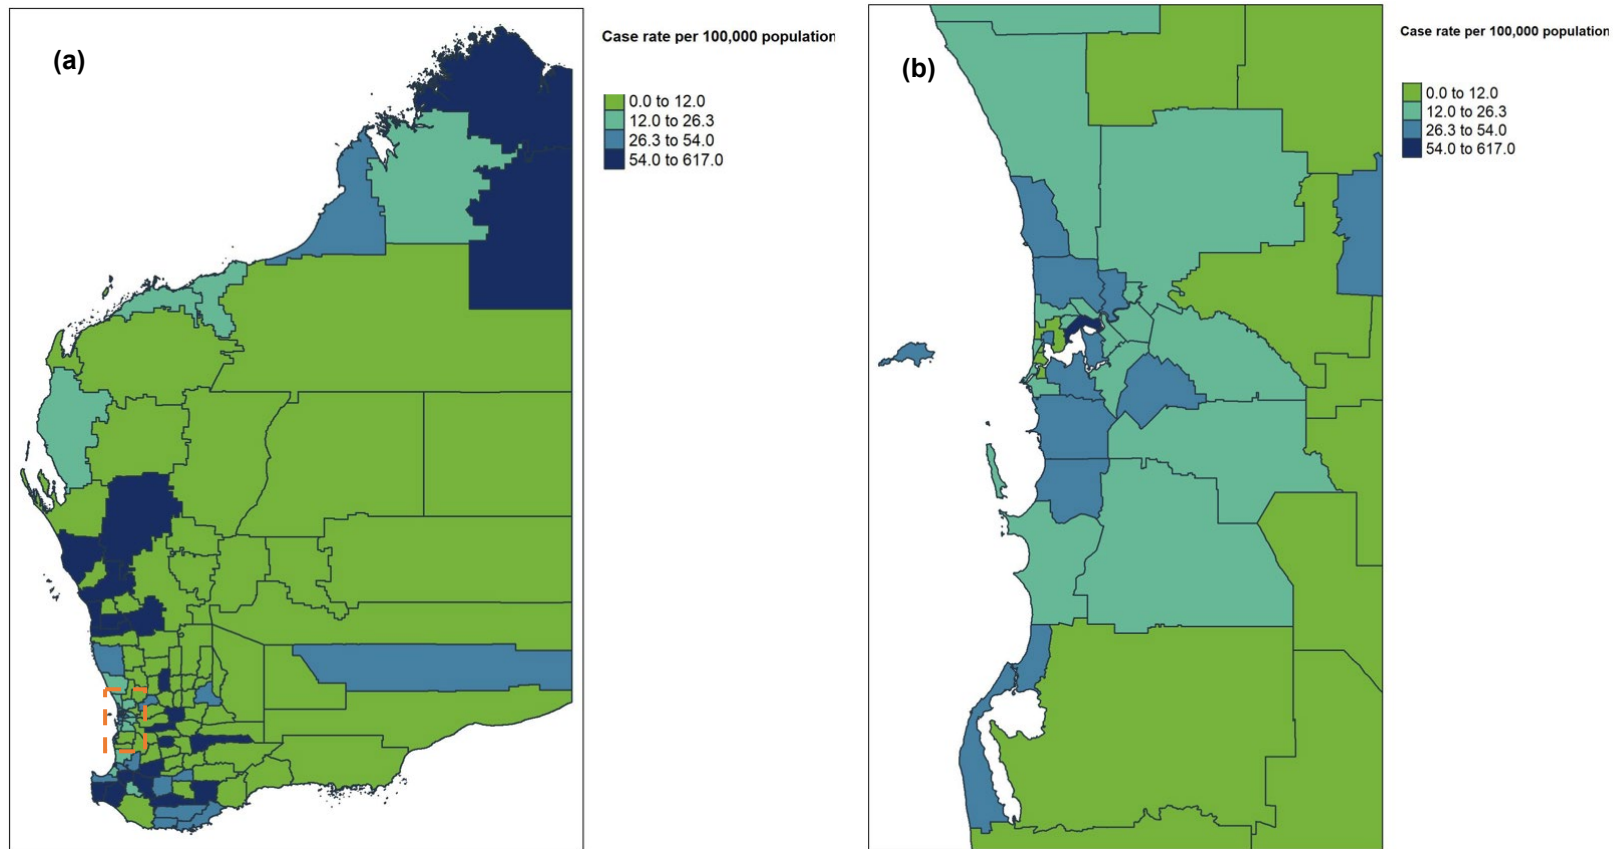 (a)
Case rate per 100,000 population
0.0 to 12.0
12.0 to 26.3
26.3 to 54.0
54.0 to 617.0
(b)
Case rate per 100,000 population
0.0 to 12.0
12.0 to 26.3
26.3 to 54.0
54.0 to 617.0